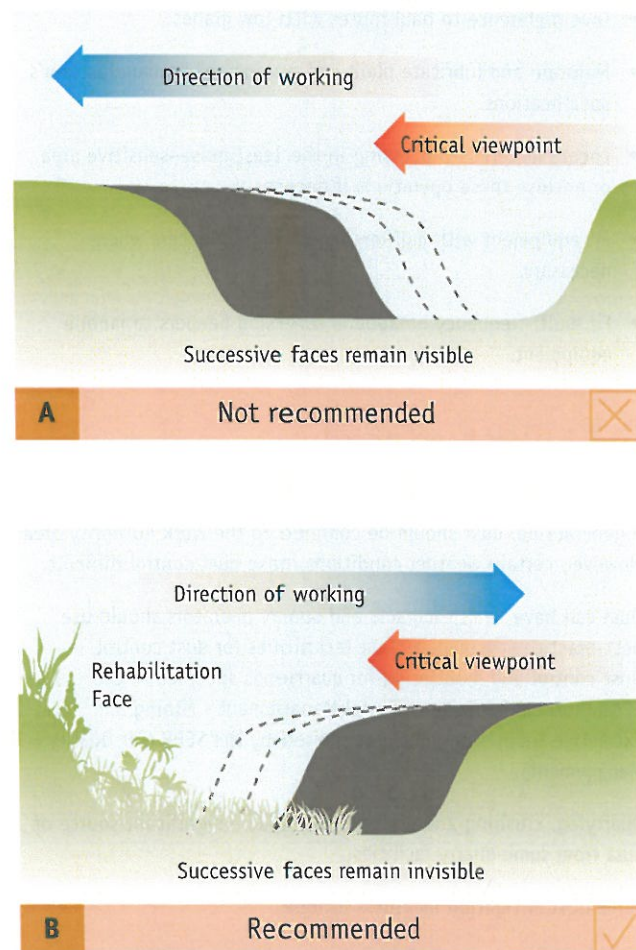 Direction of working
Critical viewpoint
Successive faces remain visible
A
Not recommended
Direction of working
Critical viewpoint
Rehabilitation
Face
Successive faces remain invisible
B
Recommended